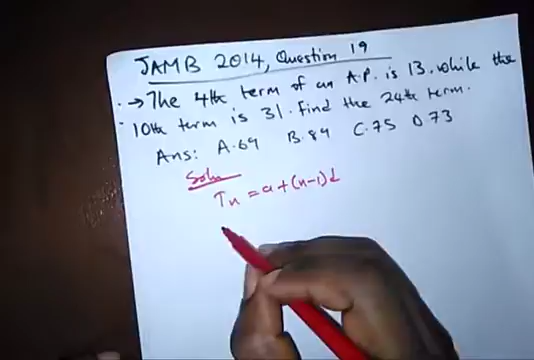 JAMB 2014, Question 19
→ The 4th term of an A.P. is 13. while the
10th term is 31. Find the 24th term.
Ans: A. 69 B. 89 C. 75 D 73
Soln
Tn = a + (n-1)d